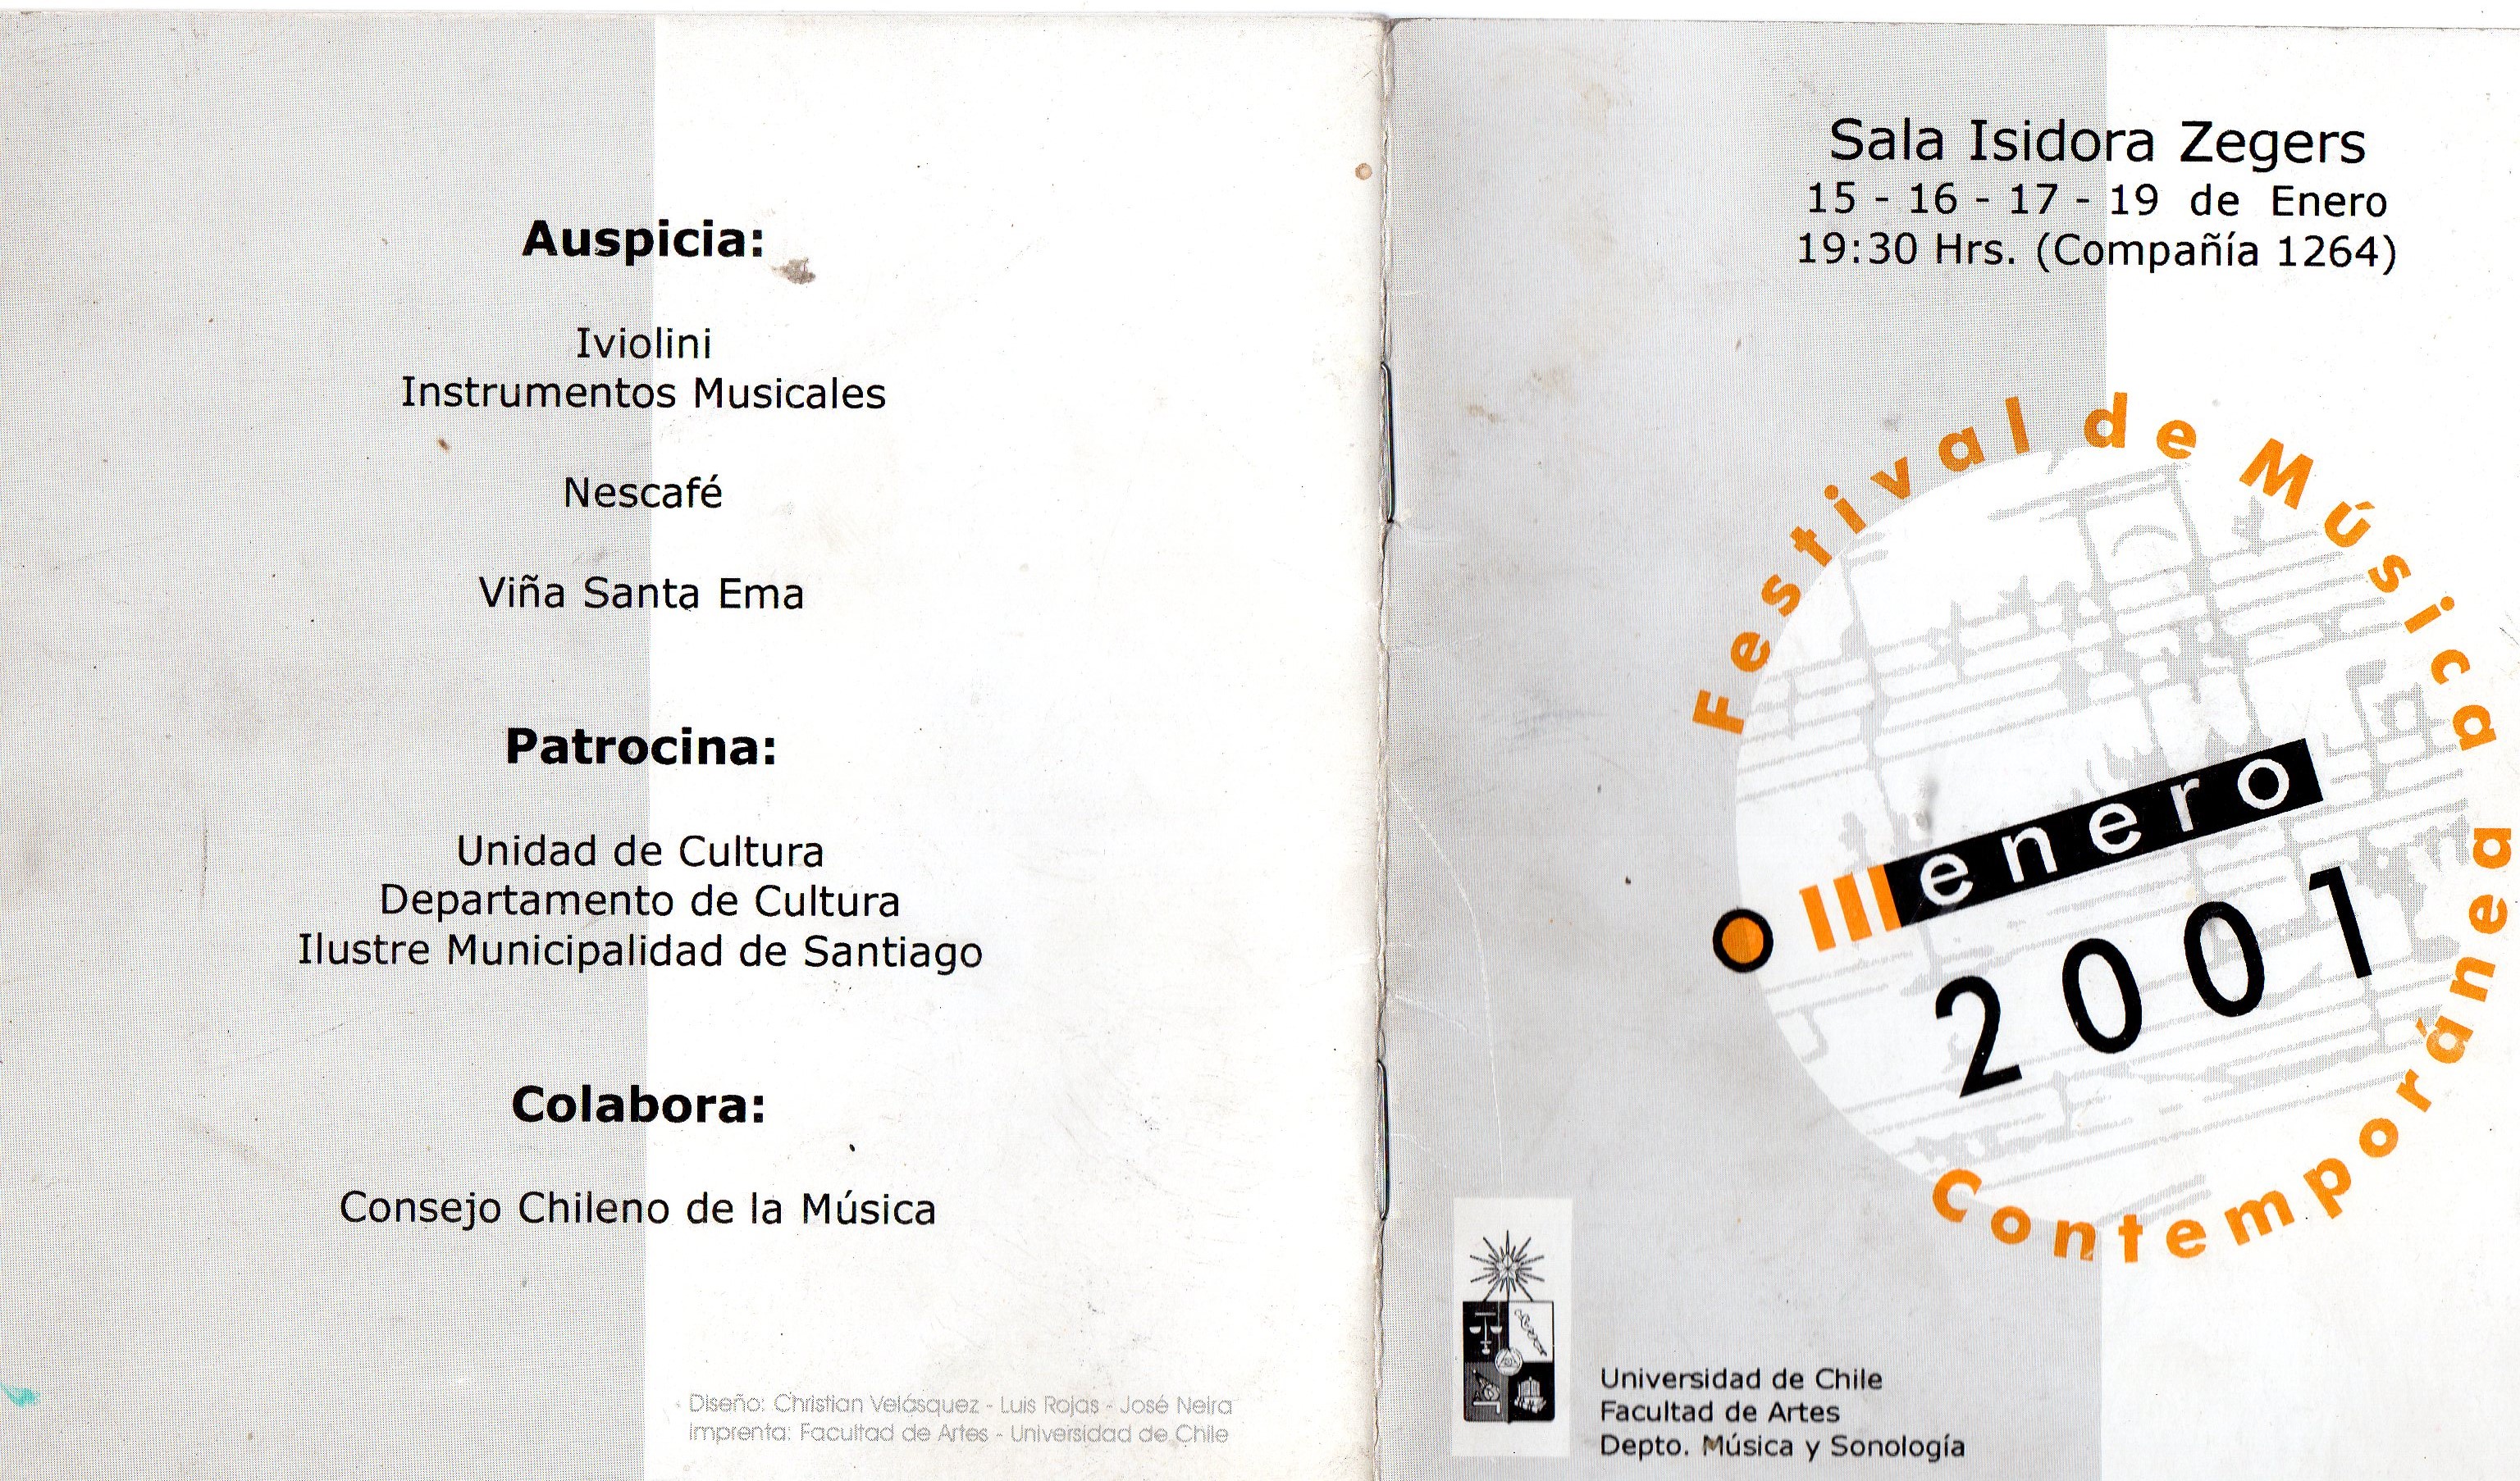 Auspicia:
Iviolini
Instrumentos Musicales
Nescafé
Viña Santa Ema
Patrocina:
Unidad de Cultura
Departamento de Cultura
Ilustre Municipalidad de Santiago
Colabora:
Consejo Chileno de la Música
Diseño: Christian Velásquez - Luis Rojas - José Neira
Imprenta: Facultad de Artes - Universidad de Chile
Sala Isidora Zegers
15 - 16 - 17 - 19 de Enero
19:30 Hrs. (Compañía 1264)
Festival de Música
Contemporánea
III enero
2001
Universidad de Chile
Facultad de Artes
Depto. Música y Sonología